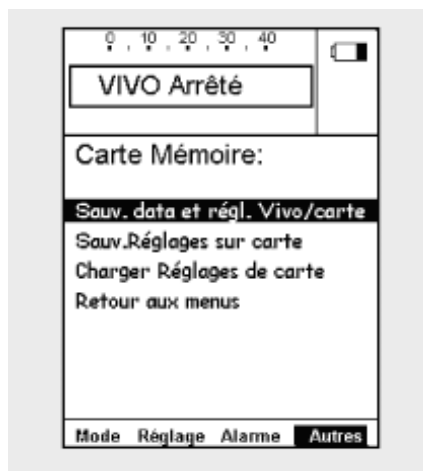 0 10 20 30 40
VIVO Arrêté
Carte Mémoire:
Sauv. data et régl. Vivo/carte
Sauv.Réglages sur carte
Charger Réglages de carte
Retour aux menus
Mode Réglage Alarme Autres